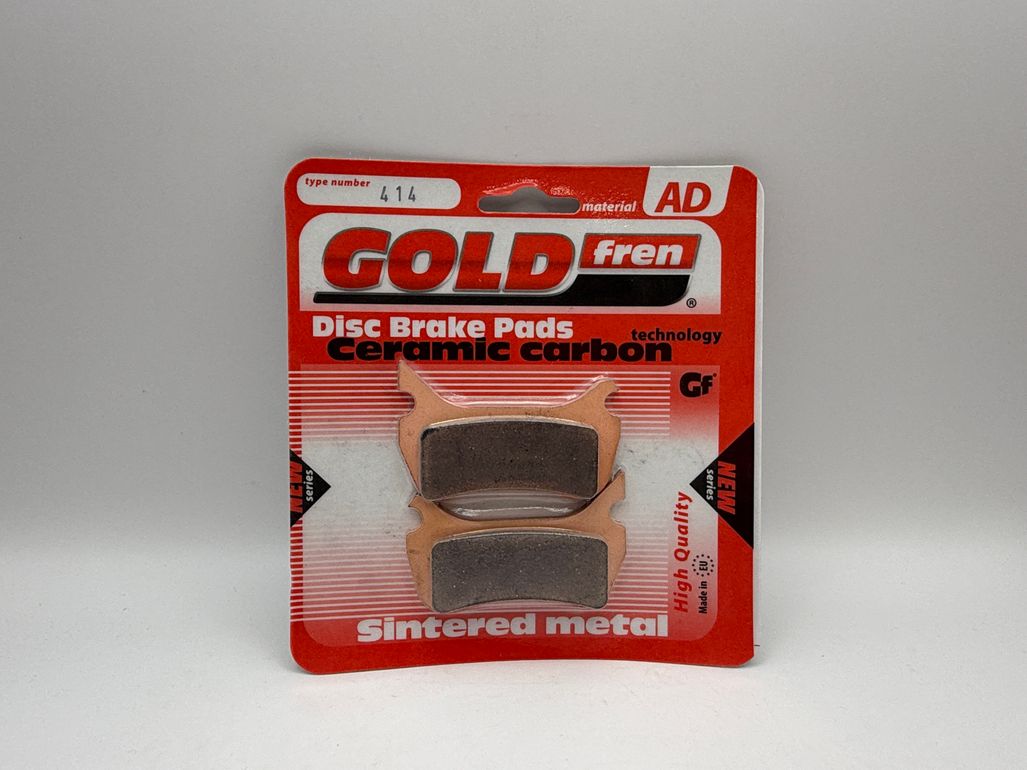 type number 414
material AD
GOLD fren ®
Disc Brake Pads
Ceramic carbon technology
Gf
NEW series
NEW series
High Quality
Made in EU
Sintered metal